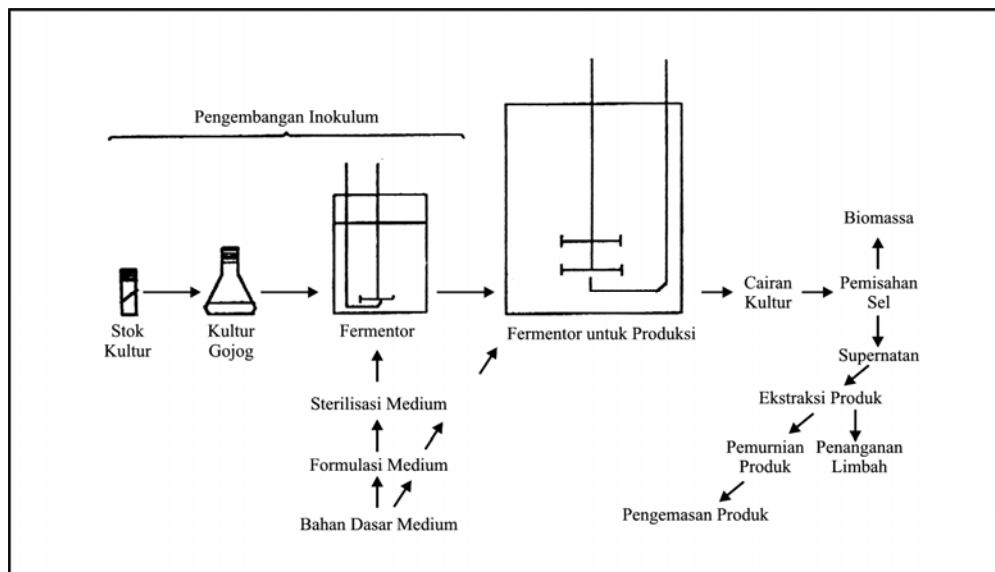 Pengembangan Inokulum
Stok
Kultur
Kultur
Gojog
Fermentor
Fermentor untuk Produksi
Cairan
Kultur
Pemisahan
Sel
Biomassa
Supernatan
Ekstraksi Produk
Pemurnian
Produk
Penanganan
Limbah
Pengemasan Produk
Sterilisasi Medium
Formulasi Medium
Bahan Dasar Medium